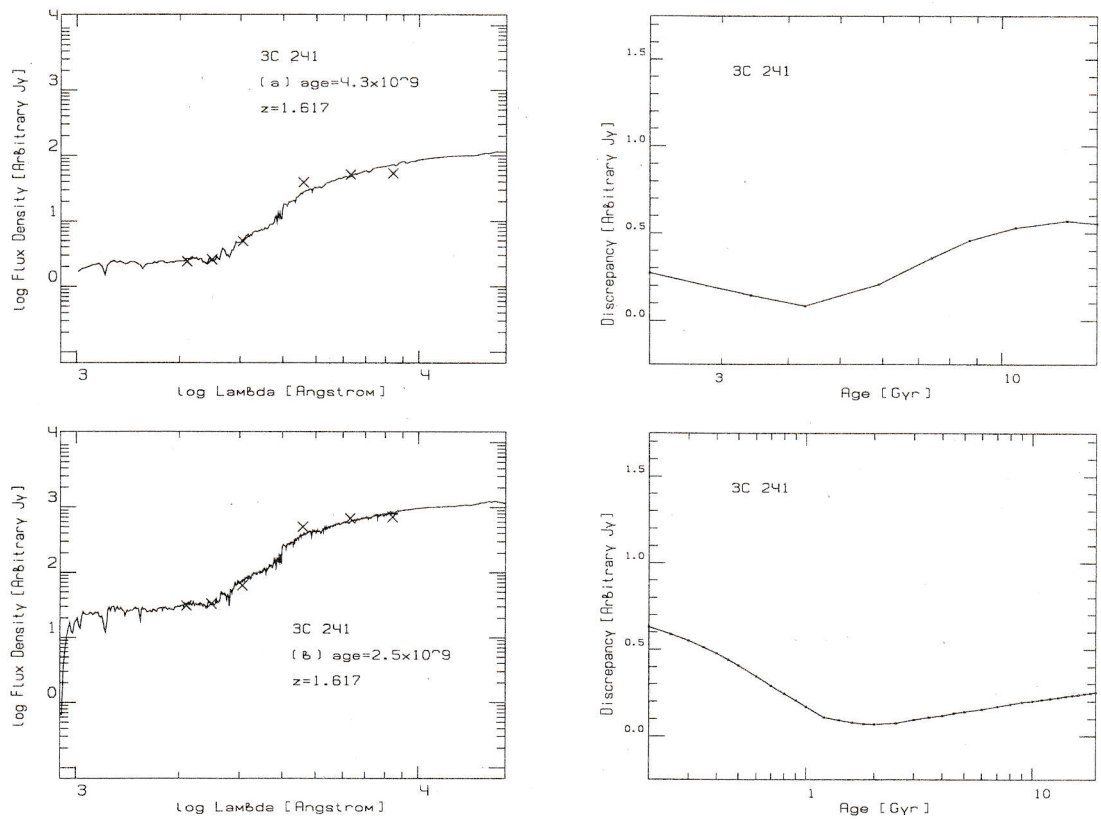 4
3
2
1
0
log Flux Density [Arbitrary Jy]
3C 241
(a) age=4.3x10^9
z=1.617
3 4
log Lambda [Angstrom]
1.5
1.0
0.5
0.0
Discrepancy [Arbitrary Jy]
3C 241
3 10
Age [Gyr]
4
3
2
1
0
log Flux Density [Arbitrary Jy]
3C 241
(b) age=2.5x10^9
z=1.617
3 4
log Lambda [Angstrom]
1.5
1.0
0.5
0.0
Discrepancy [Arbitrary Jy]
3C 241
1 10
Age [Gyr]